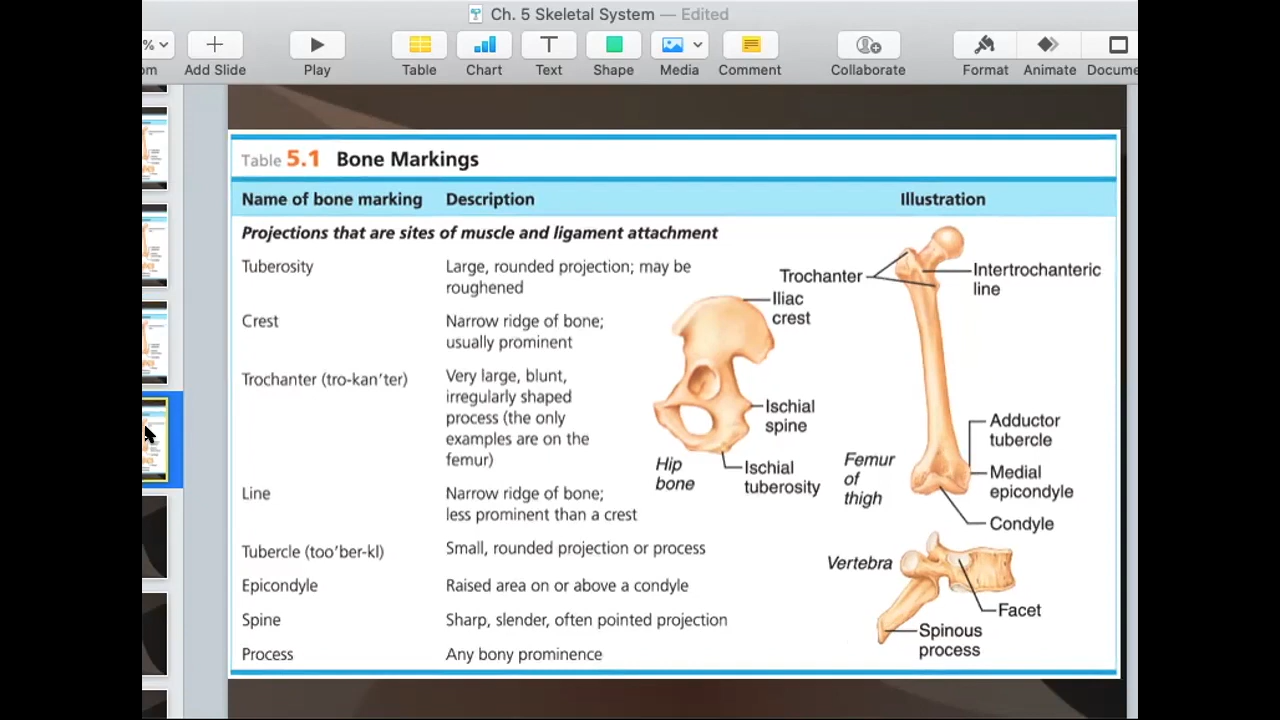 Ch. 5 Skeletal System — Edited
% Add Slide Play Table Chart Text Shape Media Comment Collaborate Format Animate
Table 5.1 Bone Markings
Name of bone marking Description Illustration
Projections that are sites of muscle and ligament attachment
Tuberosity Large, rounded projection; may be
roughened
Crest Narrow ridge of bone;
usually prominent
Trochanter (tro-kan'ter) Very large, blunt,
irregularly shaped
process (the only
examples are on the
femur)
Line Narrow ridge of bone;
less prominent than a crest
Tubercle (too'ber-kl) Small, rounded projection or process
Epicondyle Raised area on or above a condyle
Spine Sharp, slender, often pointed projection
Process Any bony prominence
Iliac
crest
Ischial
spine
Ischial
tuberosity
Hip
bone
Trochanters
Intertrochanteric
line
Adductor
tubercle
Medial
epicondyle
Condyle
Femur
of
thigh
Vertebra
Facet
Spinous
process